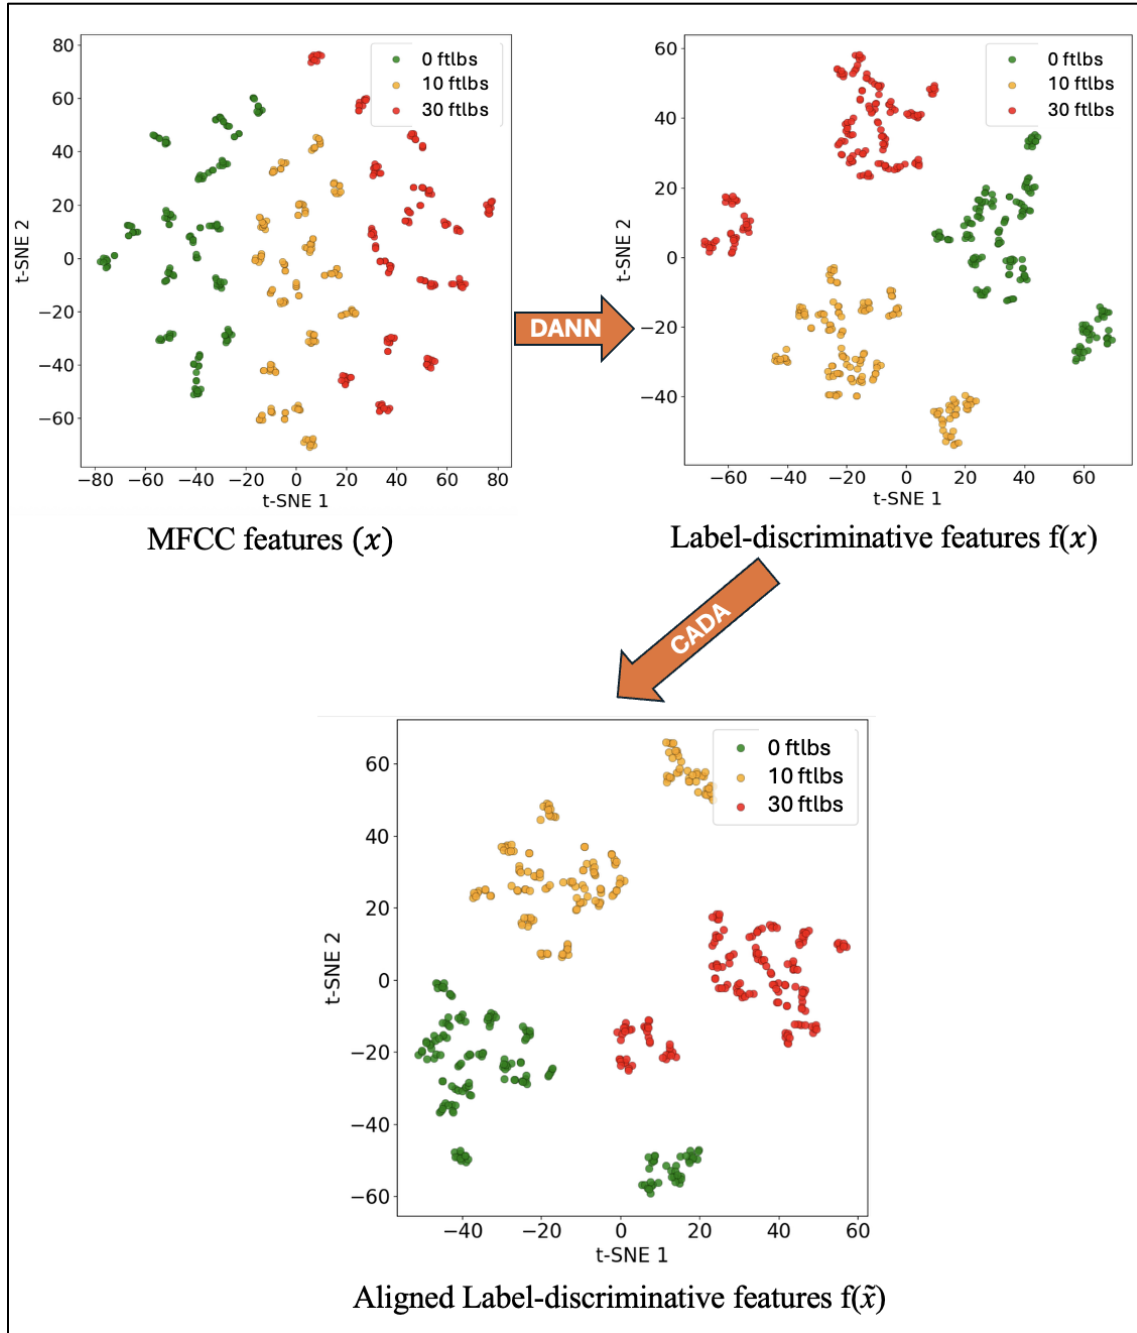 80
60
40
20
0
−20
−40
−60
t-SNE 2
−80 −60 −40 −20 0 20 40 60 80
t-SNE 1
0 ftlbs
10 ftlbs
30 ftlbs
MFCC features (x)
DANN
60
40
20
0
−20
−40
t-SNE 2
−60 −40 −20 0 20 40 60
t-SNE 1
0 ftlbs
10 ftlbs
30 ftlbs
Label-discriminative features f(x)
CADA
60
40
20
0
−20
−40
−60
t-SNE 2
−40 −20 0 20 40 60
t-SNE 1
0 ftlbs
10 ftlbs
30 ftlbs
Aligned Label-discriminative features f(x̃)